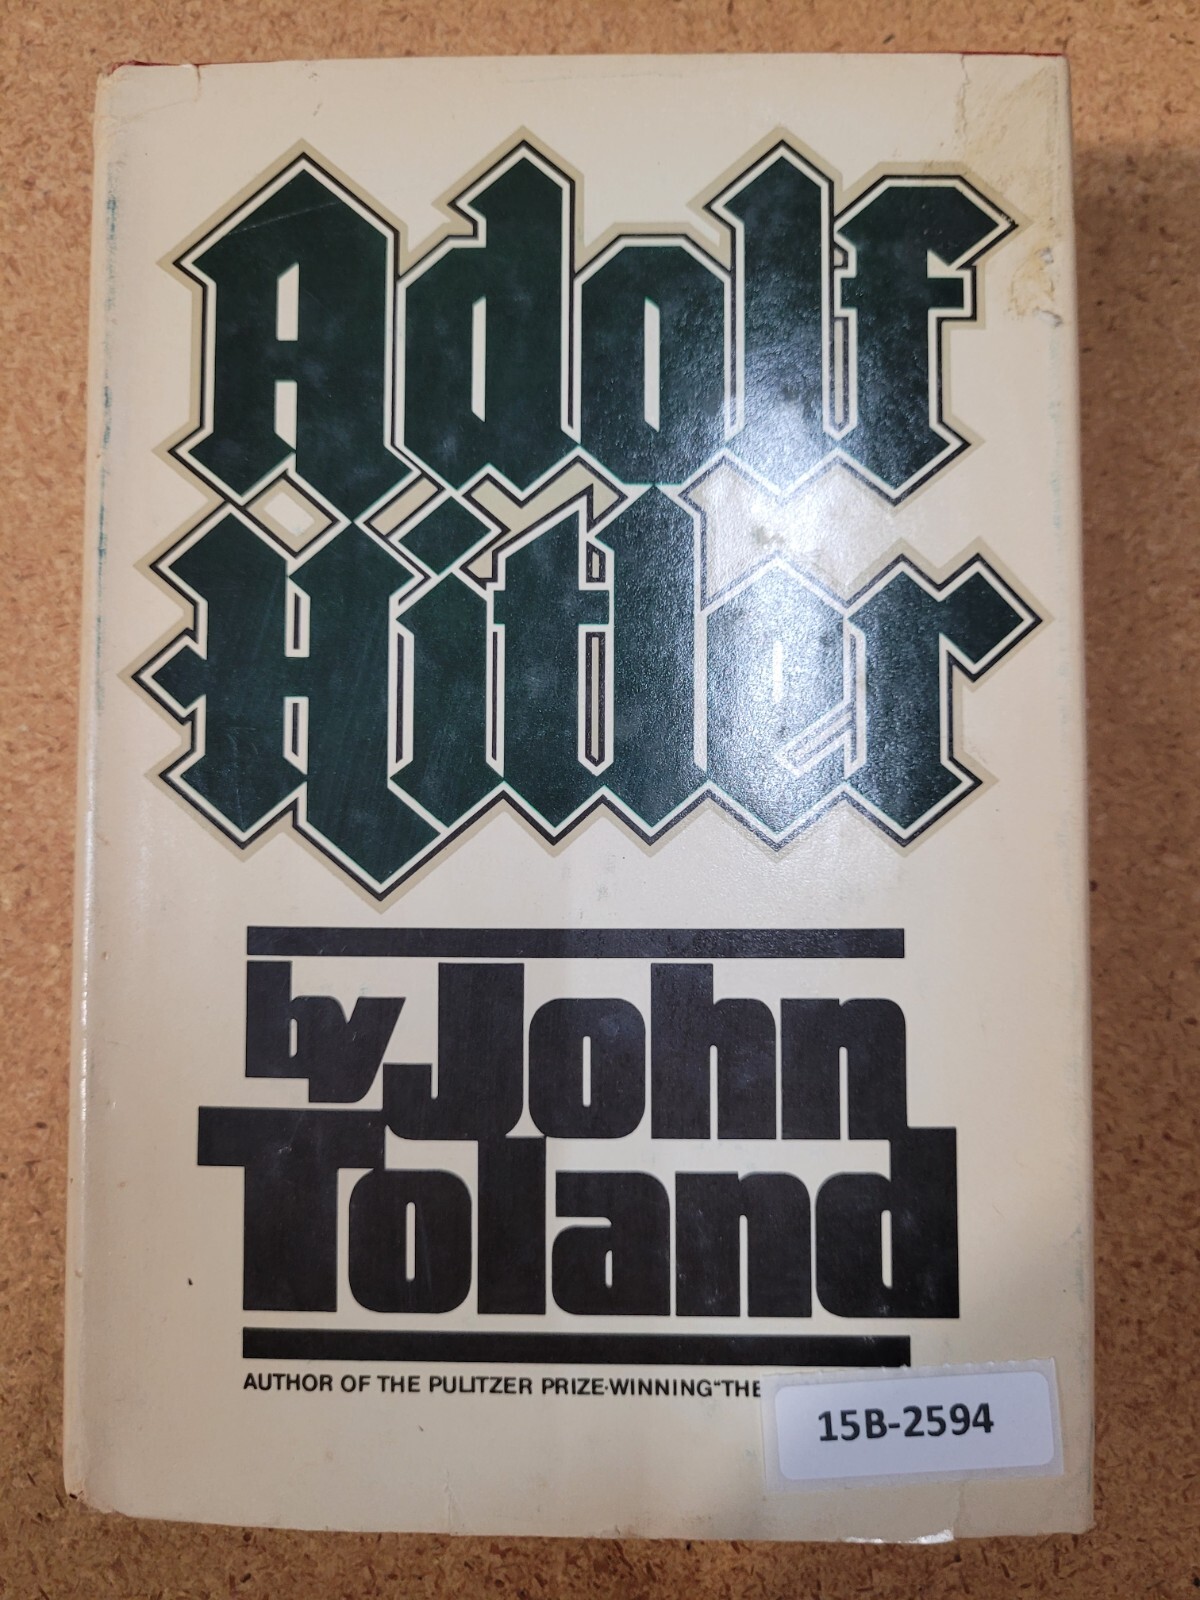 Adolf
Hitler
by John
Toland
AUTHOR OF THE PULITZER PRIZE-WINNING "THE
15B-2594